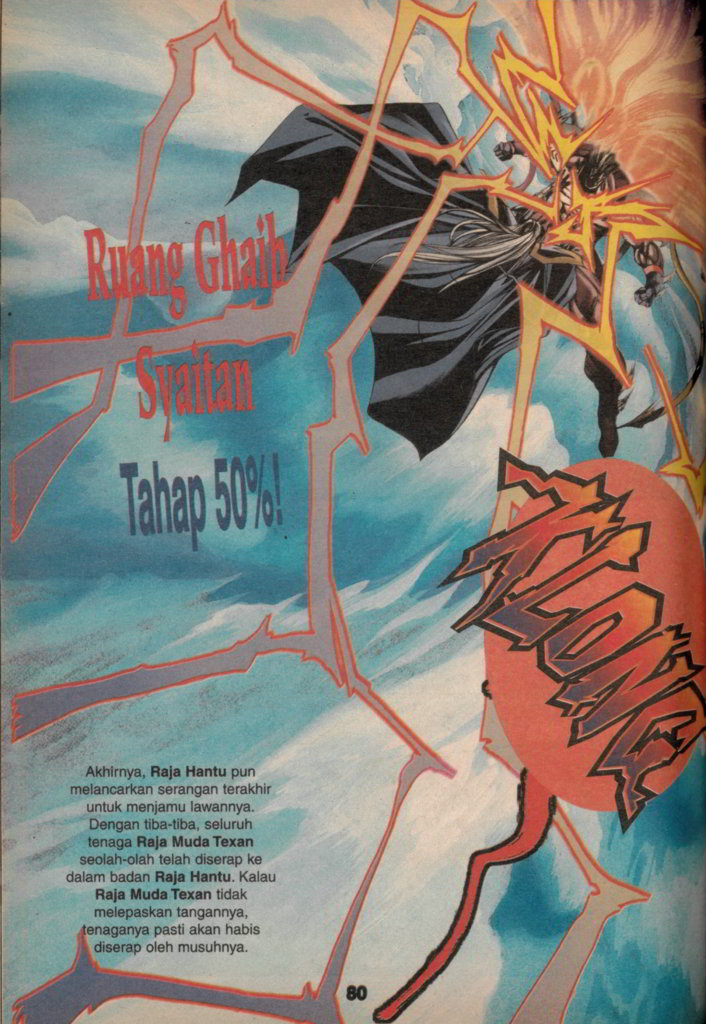 Ruang Ghaib
Syaitan
Tahap 50%!
KLONG
Akhirnya, Raja Hantu pun
melancarkan serangan terakhir
untuk menjamu lawannya.
Dengan tiba-tiba, seluruh
tenaga Raja Muda Texan
seolah-olah telah diserap ke
dalam badan Raja Hantu. Kalau
Raja Muda Texan tidak
melepaskan tangannya,
tenaganya pasti akan habis
diserap oleh musuhnya.
80